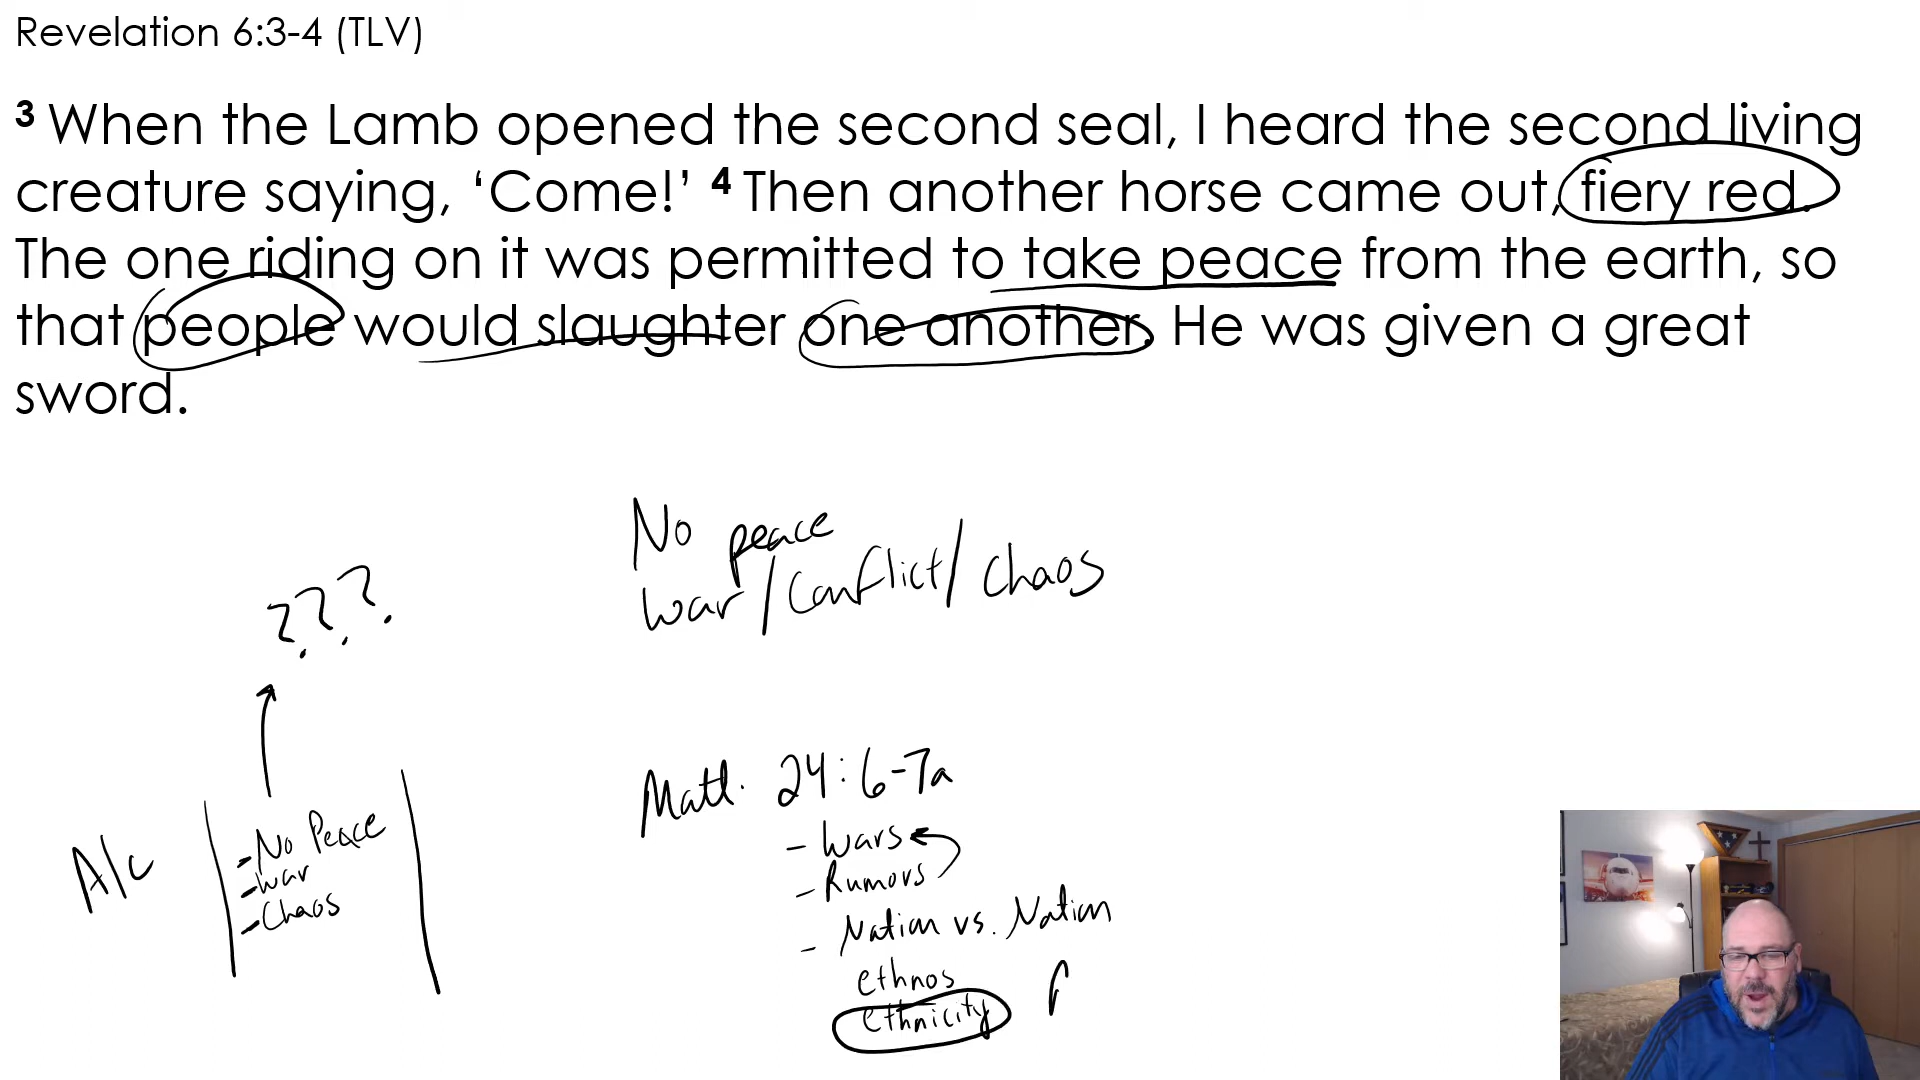 Revelation 6:3-4 (TLV)
3 When the Lamb opened the second seal, I heard the second living
creature saying, ‘Come!’ 4 Then another horse came out, fiery red.
The one riding on it was permitted to take peace from the earth, so
that people would slaughter one another. He was given a great
sword.
No peace
war/Conflict/chaos
???
A/c
-No Peace
-war
-Chaos
Matt. 24:6-7a
- Wars
- Rumors
- Nation vs. Nation
ethnos
ethnicity